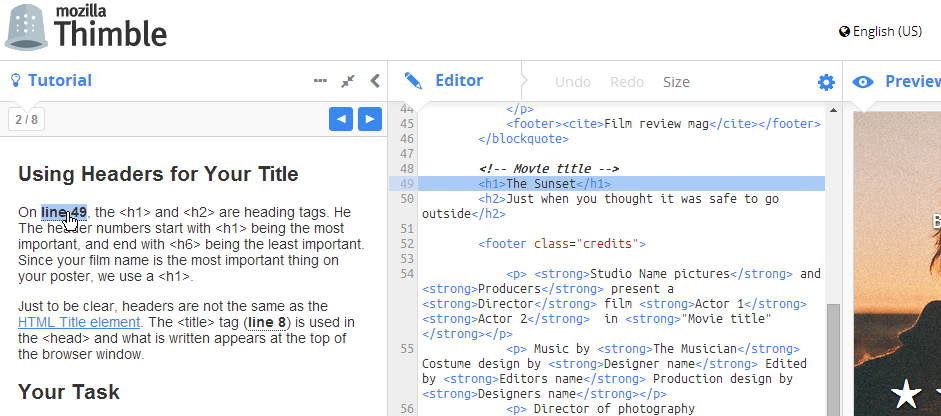 mozilla
Thimble
English (US)
Tutorial
2 / 8
Using Headers for Your Title
On line 49, the <h1> and <h2> are heading tags. He
The header numbers start with <h1> being the most
important, and end with <h6> being the least important.
Since your film name is the most important thing on
your poster, we use a <h1>.
Just to be clear, headers are not the same as the
HTML Title element. The <title> tag (line 8) is used in
the <head> and what is written appears at the top of
the browser window.
Your Task
Editor
Undo Redo Size
44 </p>
45 <footer><cite>Film review mag</cite></footer>
46 </blockquote>
47
48 <!-- Movie title -->
49 <h1>The Sunset</h1>
50 <h2>Just when you thought it was safe to go
outside</h2>
51
52 <footer class="credits">
53
54 <p> <strong>Studio Name pictures</strong> and
<strong>Producers</strong> present a
<strong>Director</strong> film <strong>Actor 1</strong>
<strong>Actor 2</strong> in <strong>"Movie title"
</strong></p>
55 <p> Music by <strong>The Musician</strong>
Costume design by <strong>Designer name</strong> Edited
by <strong>Editors name</strong> Production design by
<strong>Designers name</strong></p>
56 <p> Director of photography
Preview
B